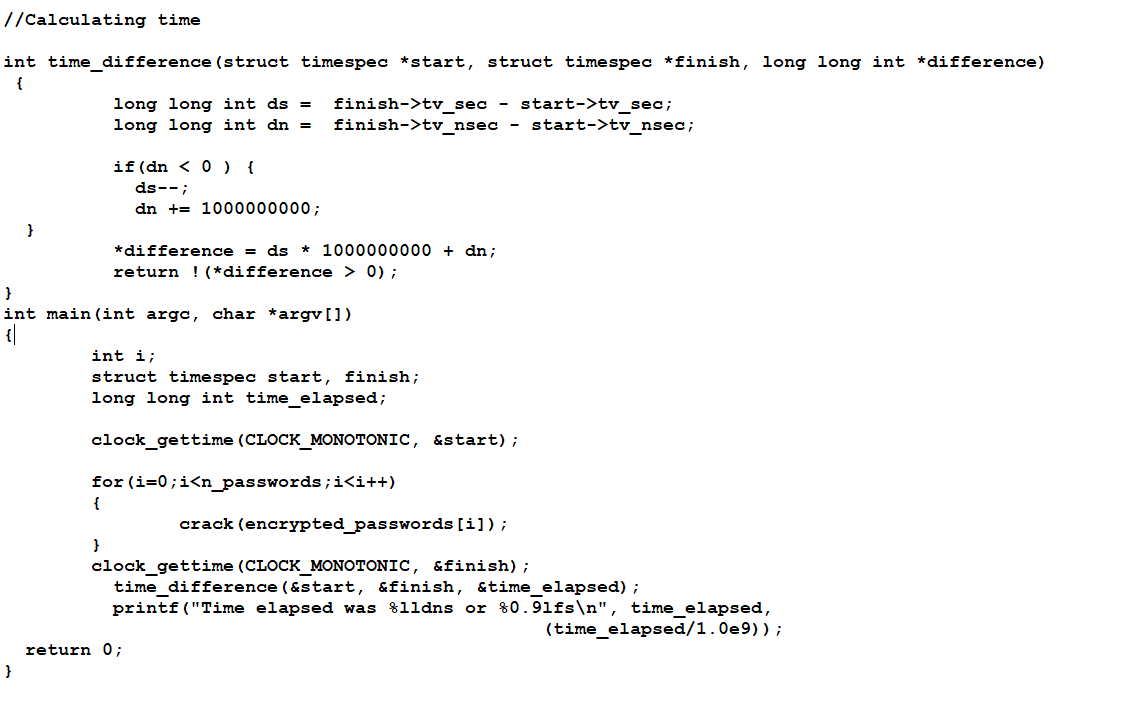 //Calculating time
int time_difference(struct timespec *start, struct timespec *finish, long long int *difference)
{
long long int ds =  finish->tv_sec - start->tv_sec;
long long int dn =  finish->tv_nsec - start->tv_nsec;
if(dn < 0 ) {
ds--;
dn += 1000000000;
}
*difference = ds * 1000000000 + dn;
return !(*difference > 0);
}
int main(int argc, char *argv[])
{
int i;
struct timespec start, finish;
long long int time_elapsed;
clock_gettime(CLOCK_MONOTONIC, &start);
for(i=0;i<n_passwords;i<i++)
{
crack(encrypted_passwords[i]);
}
clock_gettime(CLOCK_MONOTONIC, &finish);
time_difference(&start, &finish, &time_elapsed);
printf("Time elapsed was %lldns or %0.9lfs\n", time_elapsed,
(time_elapsed/1.0e9));
return 0;
}